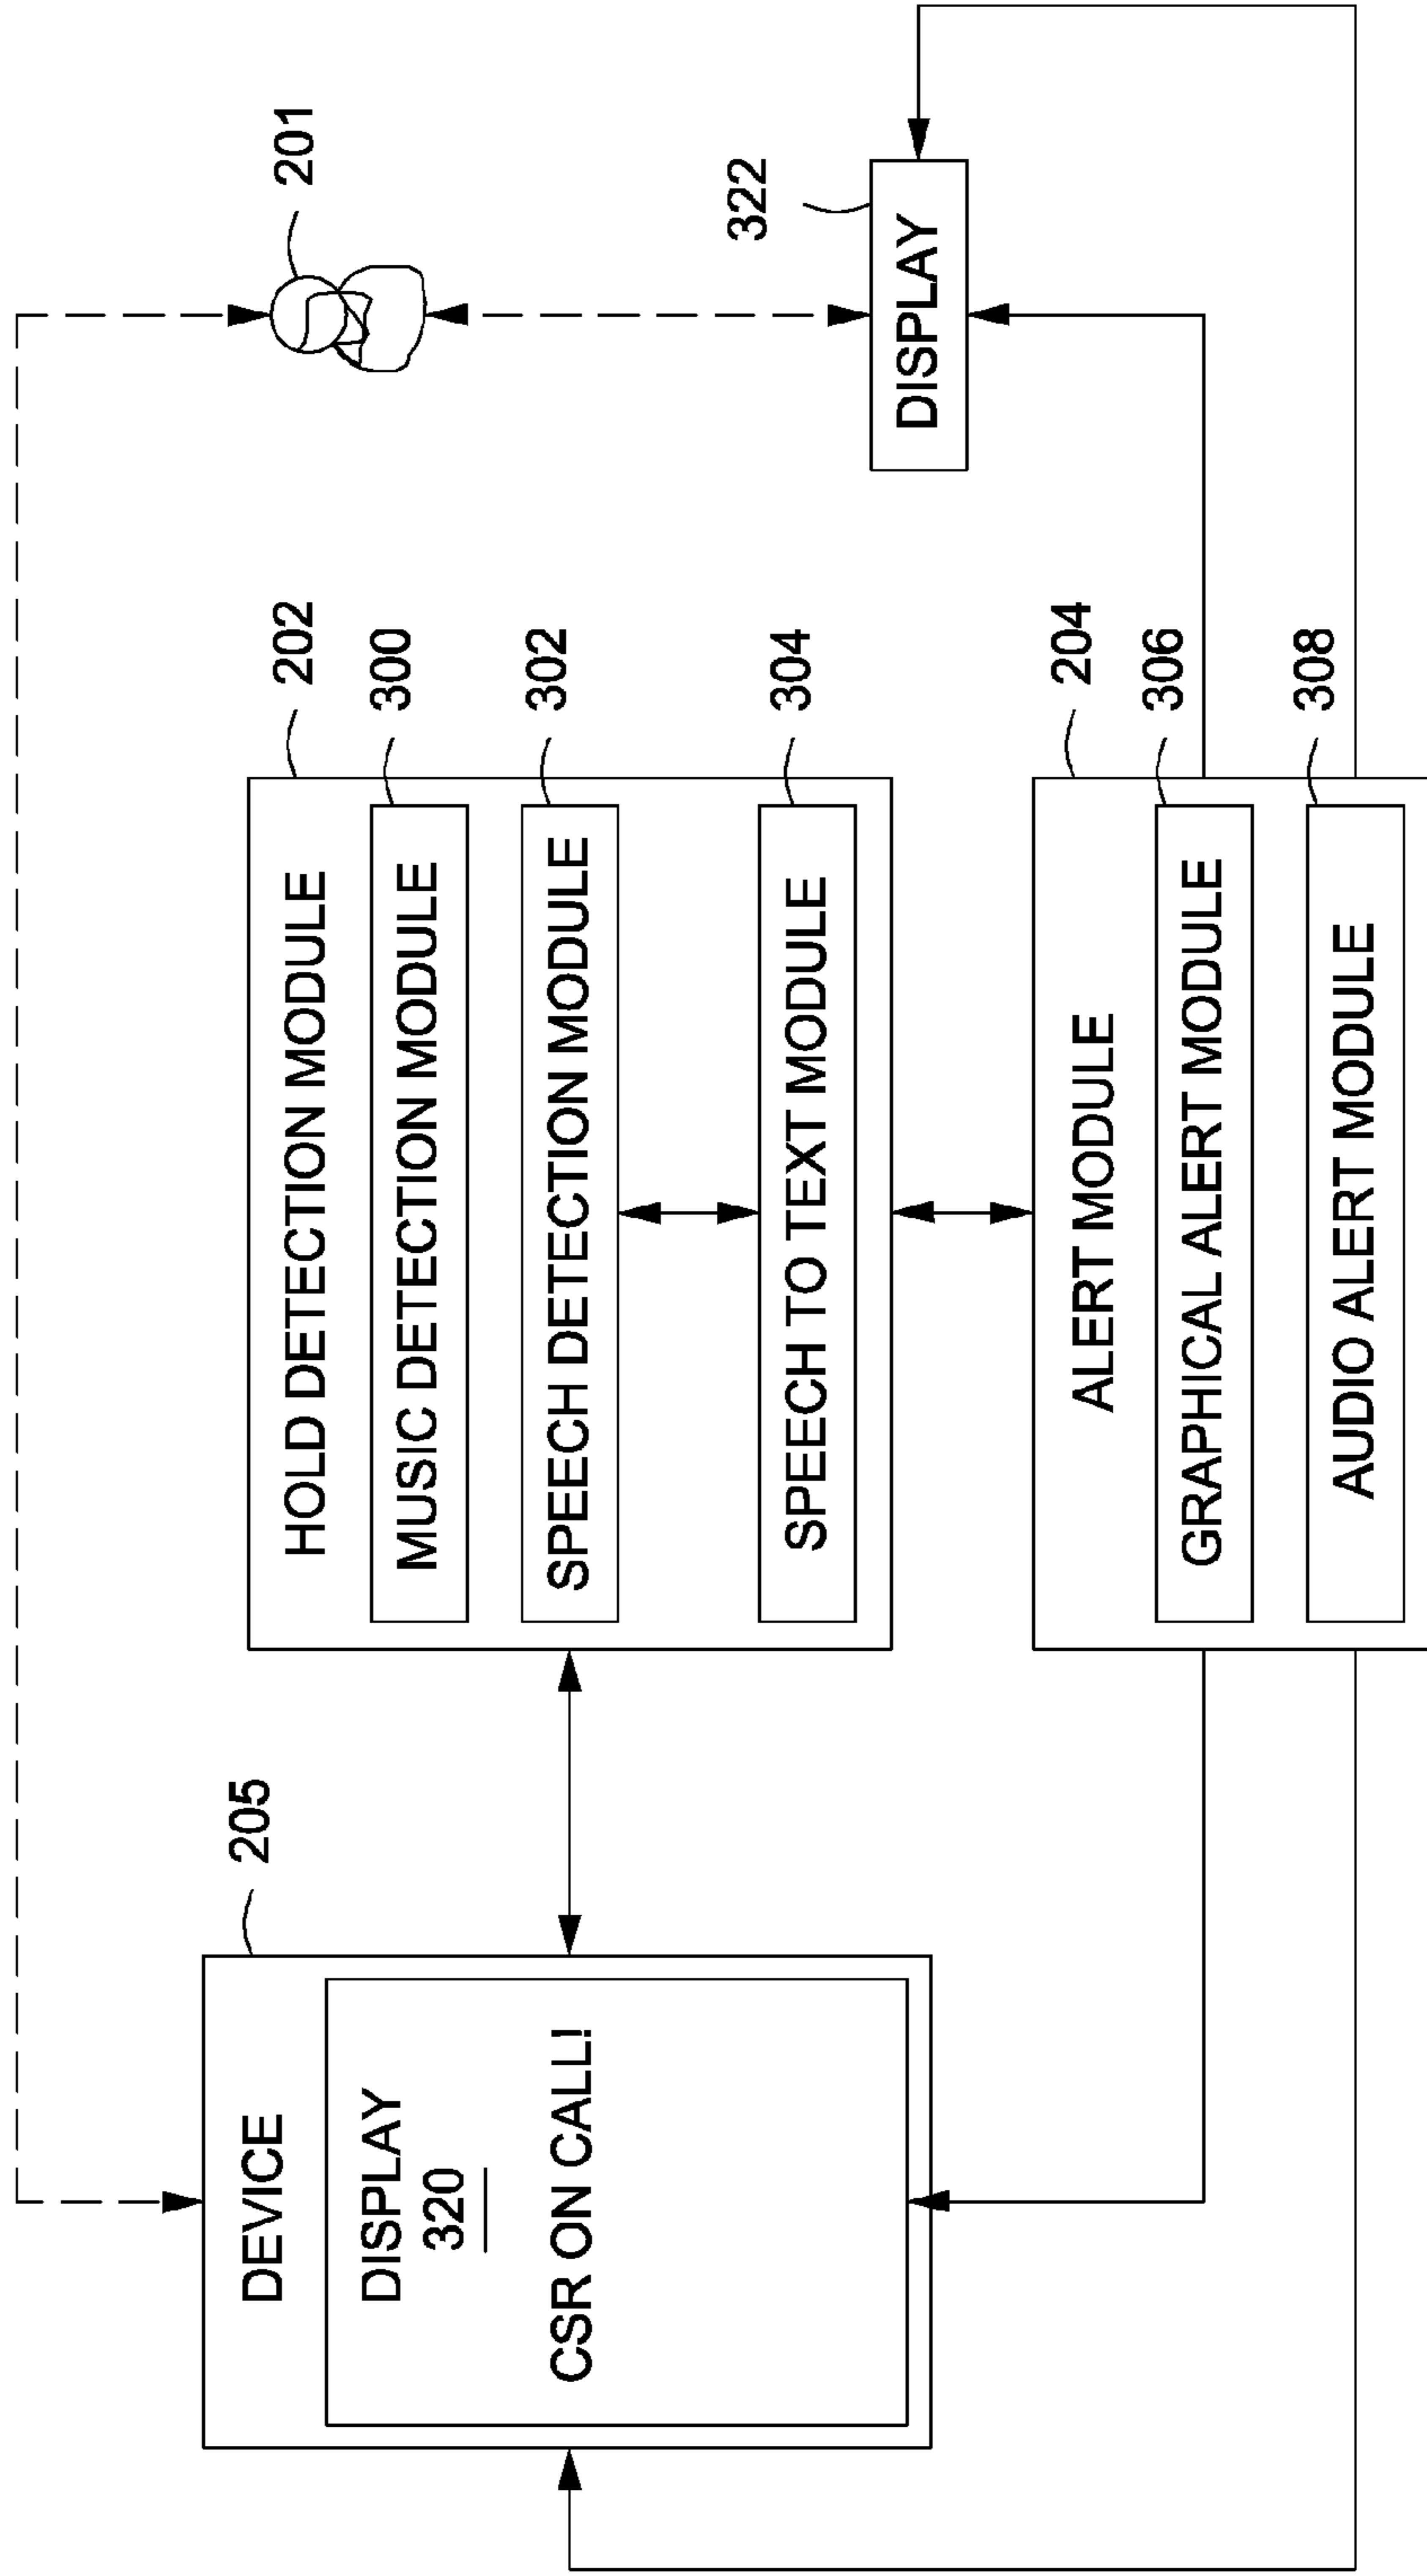 201
205
DEVICE
DISPLAY
320
CSR ON CALL!
202
HOLD DETECTION MODULE
300
MUSIC DETECTION MODULE
302
SPEECH DETECTION MODULE
304
SPEECH TO TEXT MODULE
322
DISPLAY
204
ALERT MODULE
306
GRAPHICAL ALERT MODULE
308
AUDIO ALERT MODULE